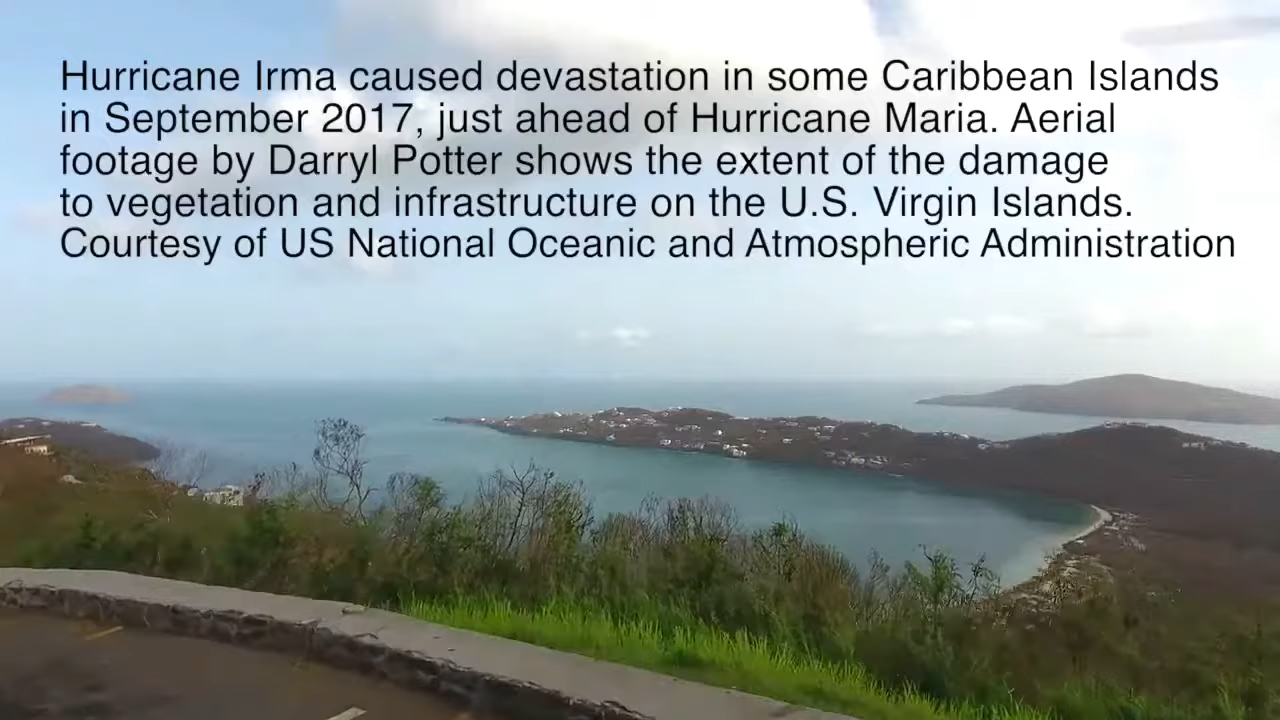 Hurricane Irma caused devastation in some Caribbean Islands
in September 2017, just ahead of Hurricane Maria. Aerial
footage by Darryl Potter shows the extent of the damage
to vegetation and infrastructure on the U.S. Virgin Islands.
Courtesy of US National Oceanic and Atmospheric Administration